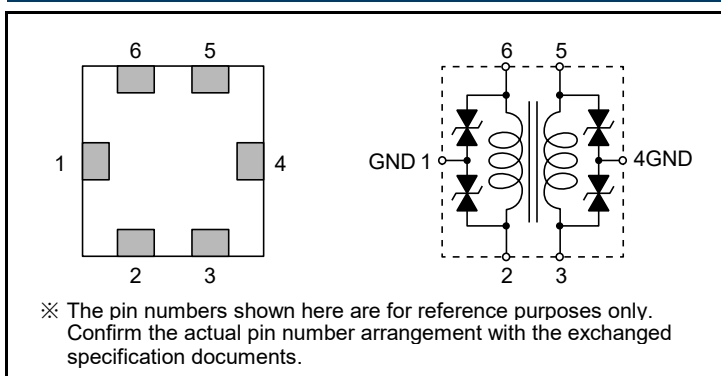 6 5
1 4
2 3
6 5
GND 1 4GND
2 3
※ The pin numbers shown here are for reference purposes only.
Confirm the actual pin number arrangement with the exchanged
specification documents.